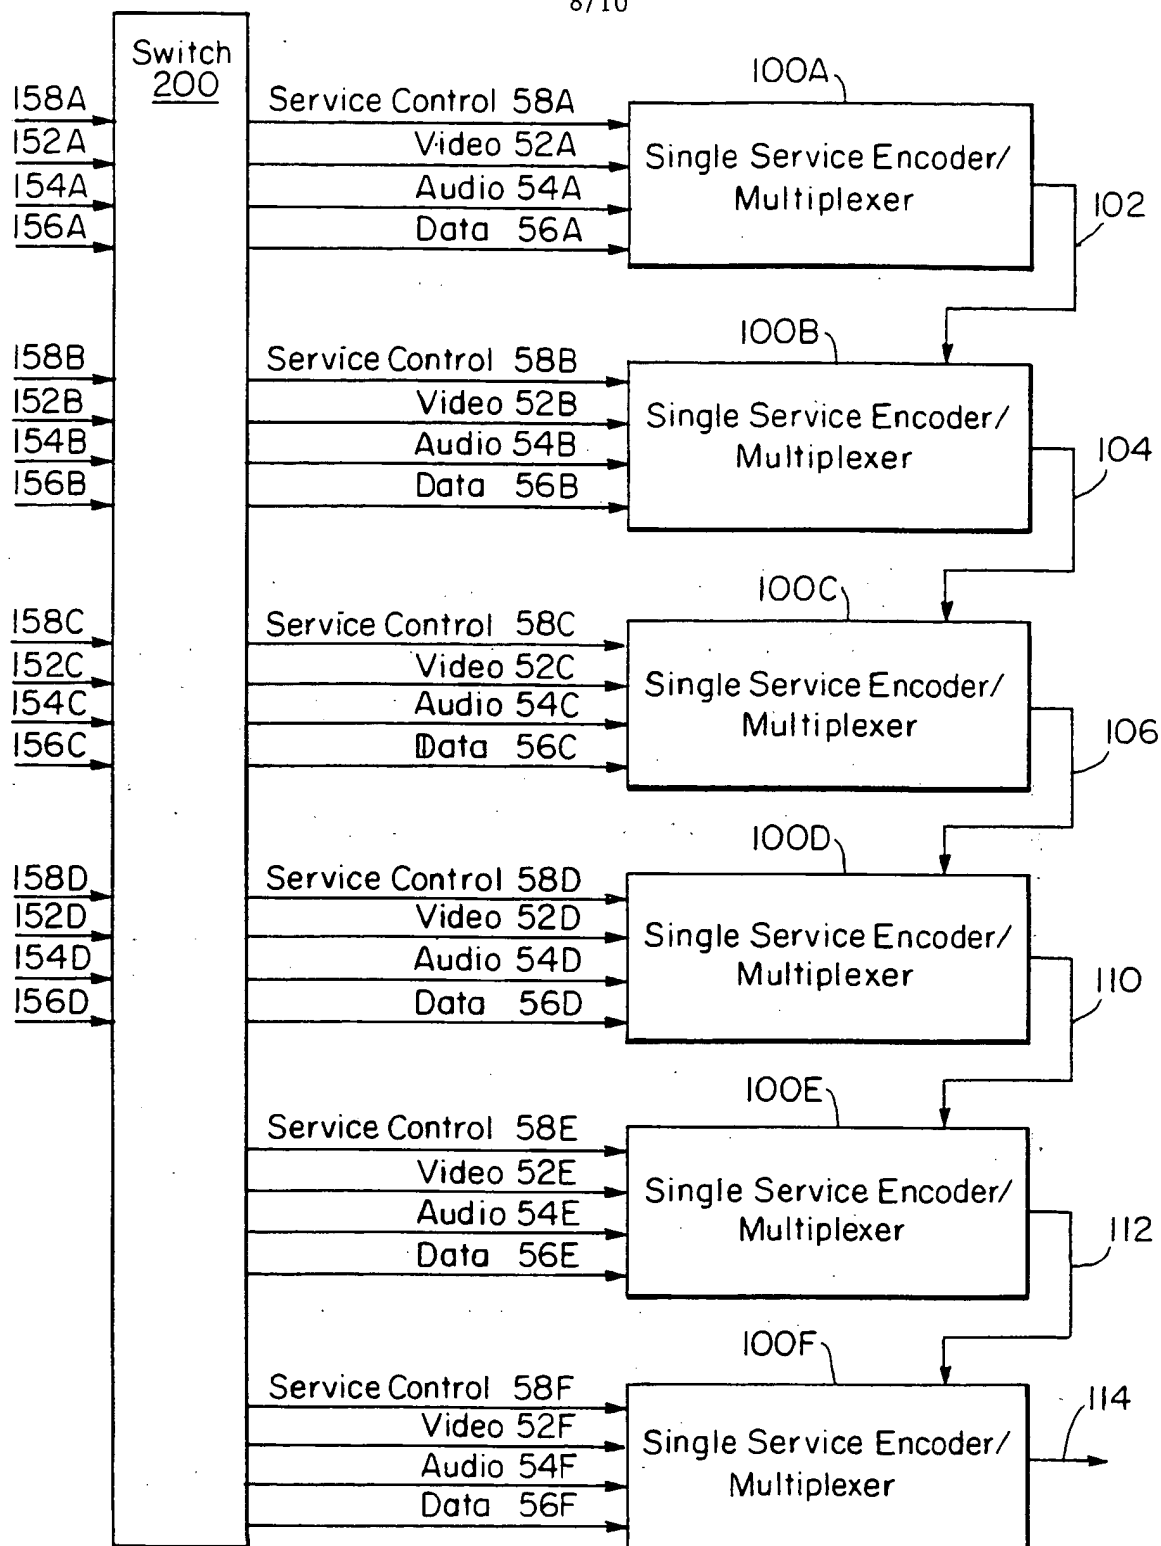 8/10
Switch
200
100A
158A
Service Control 58A
152A
Video 52A
154A
Audio 54A
156A
Data 56A
Single Service Encoder/
Multiplexer
102
100B
158B
Service Control 58B
152B
Video 52B
154B
Audio 54B
156B
Data 56B
Single Service Encoder/
Multiplexer
104
100C
158C
Service Control 58C
152C
Video 52C
154C
Audio 54C
156C
Data 56C
Single Service Encoder/
Multiplexer
106
100D
158D
Service Control 58D
152D
Video 52D
154D
Audio 54D
156D
Data 56D
Single Service Encoder/
Multiplexer
110
100E
Service Control 58E
Video 52E
Audio 54E
Data 56E
Single Service Encoder/
Multiplexer
112
100F
Service Control 58F
Video 52F
Audio 54F
Data 56F
Single Service Encoder/
Multiplexer
114